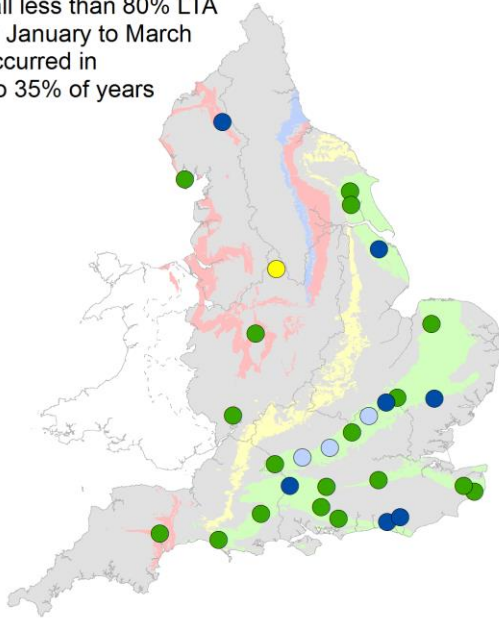 all less than 80% LTA
January to March
ccurred in
o 35% of years